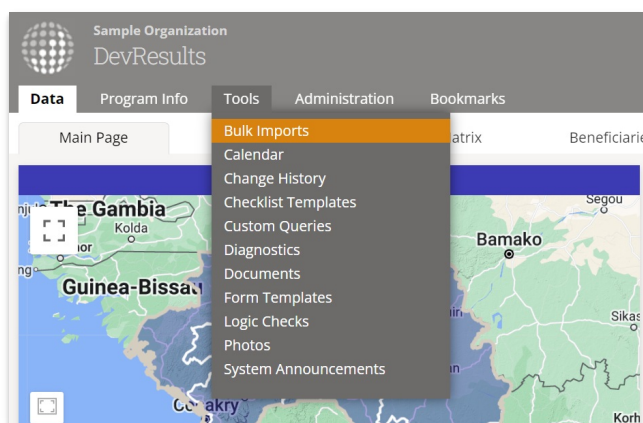 Sample Organization
DevResults
Data Program Info Tools Administration Bookmarks
Main Page
Beneficiarie
Bulk Imports
Calendar
Change History
Checklist Templates
Custom Queries
Diagnostics
Documents
Form Templates
Logic Checks
Photos
System Announcements
The Gambia
Kolda
Segou
Bamako
Guinea-Bissau
Sikas
Korh